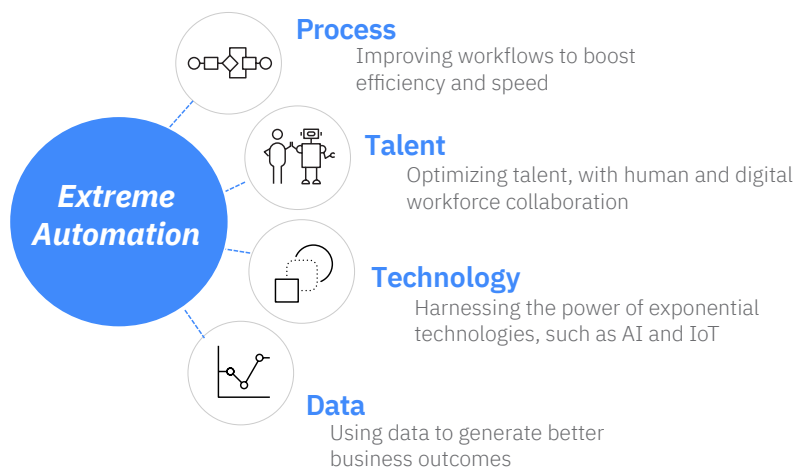 Process
Improving workflows to boost
efficiency and speed
Talent
Optimizing talent, with human and digital
workforce collaboration
Extreme
Automation
Technology
Harnessing the power of exponential
technologies, such as AI and IoT
Data
Using data to generate better
business outcomes